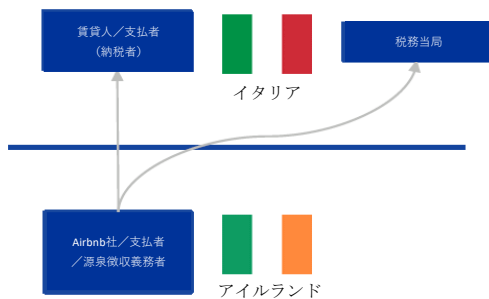 賃貸人／支払者
（納税者）
税務当局
イタリア
Airbnb社／支払者
／源泉徴収義務者
アイルランド